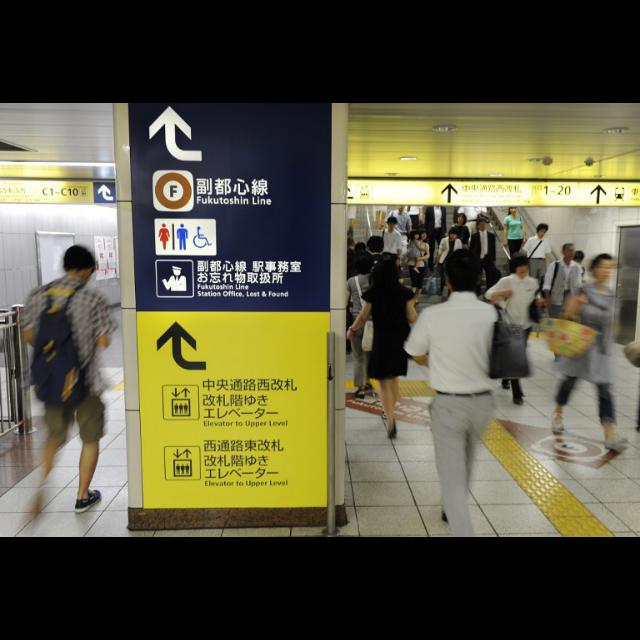 F
副都心線
Fukutoshin Line
副都心線 駅事務室
お忘れ物取扱所
Fukutoshin Line
Station Office, Lost & Found
中央通路西改札
改札階ゆき
エレベーター
Elevator to Upper Level
西通路東改札
改札階ゆき
エレベーター
Elevator to Upper Level
C1~C10
中央通路西改札
1~20